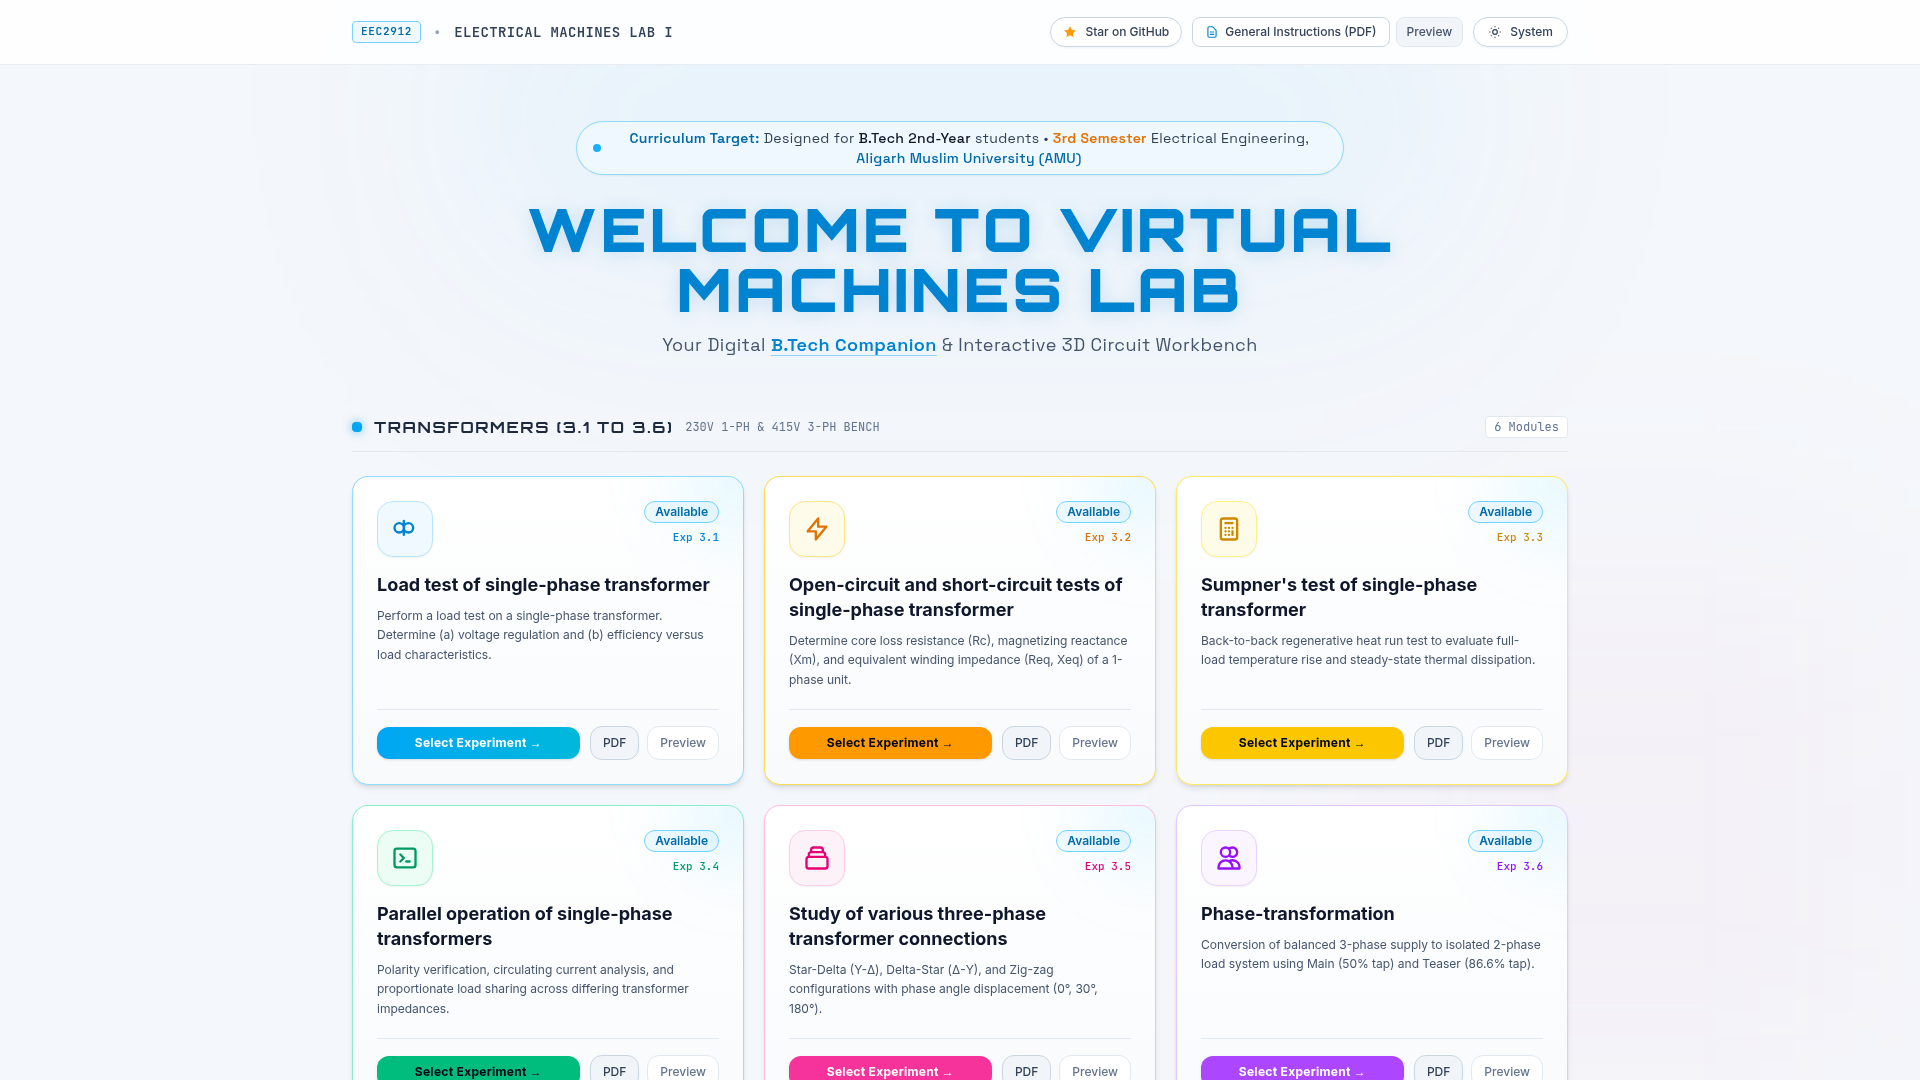 EEC2912 • ELECTRICAL MACHINES LAB I
Star on GitHub
General Instructions (PDF)
Preview
System
Curriculum Target: Designed for B.Tech 2nd-Year students • 3rd Semester Electrical Engineering,
Aligarh Muslim University (AMU)
WELCOME TO VIRTUAL
MACHINES LAB
Your Digital B.Tech Companion & Interactive 3D Circuit Workbench
TRANSFORMERS (3.1 TO 3.6) 230V 1-PH & 415V 3-PH BENCH
6 Modules
Available
Exp 3.1
Load test of single-phase transformer
Perform a load test on a single-phase transformer.
Determine (a) voltage regulation and (b) efficiency versus
load characteristics.
Select Experiment →
PDF
Preview
Available
Exp 3.2
Open-circuit and short-circuit tests of
single-phase transformer
Determine core loss resistance (Rc), magnetizing reactance
(Xm), and equivalent winding impedance (Req, Xeq) of a 1-
phase unit.
Select Experiment →
PDF
Preview
Available
Exp 3.3
Sumpner's test of single-phase
transformer
Back-to-back regenerative heat run test to evaluate full-
load temperature rise and steady-state thermal dissipation.
Select Experiment →
PDF
Preview
Available
Exp 3.4
Parallel operation of single-phase
transformers
Polarity verification, circulating current analysis, and
proportionate load sharing across differing transformer
impedances.
Select Experiment →
PDF
Preview
Available
Exp 3.5
Study of various three-phase
transformer connections
Star-Delta (Y-Δ), Delta-Star (Δ-Y), and Zig-zag
configurations with phase angle displacement (0°, 30°,
180°).
Select Experiment →
PDF
Preview
Available
Exp 3.6
Phase-transformation
Conversion of balanced 3-phase supply to isolated 2-phase
load system using Main (50% tap) and Teaser (86.6% tap).
Select Experiment →
PDF
Preview